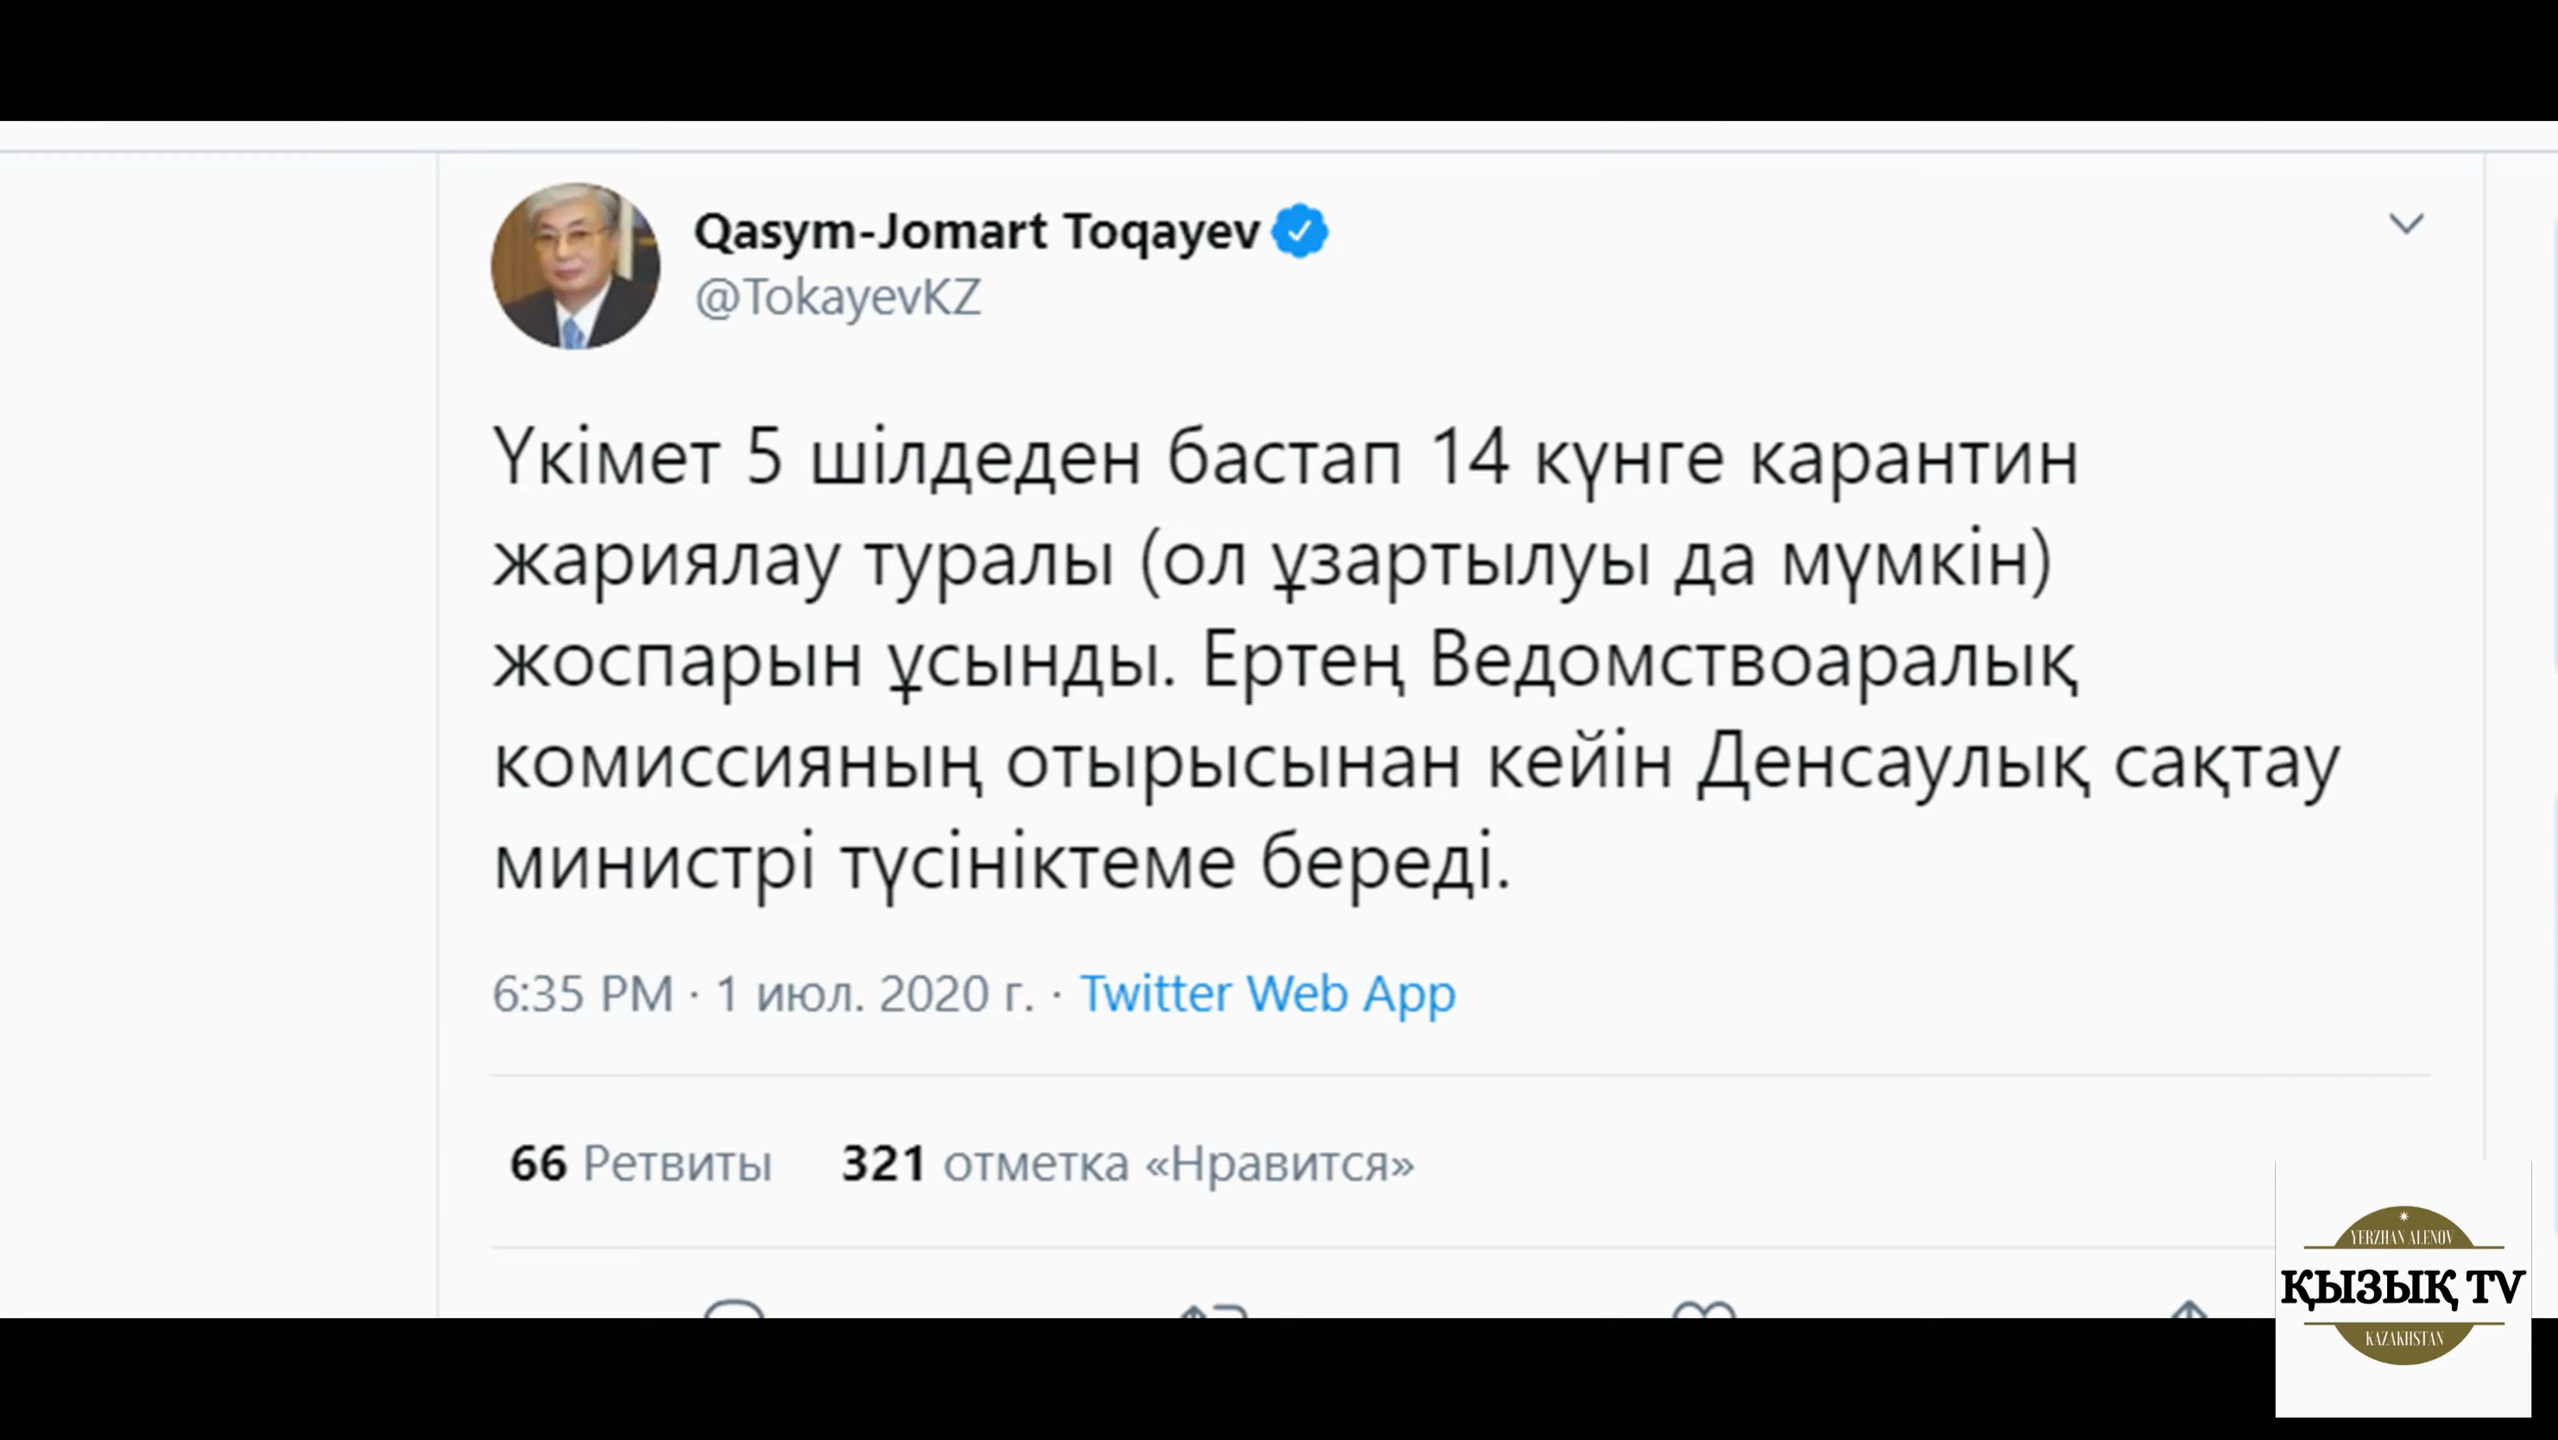 Qasym-Jomart Toqayev
@TokayevKZ
Үкімет 5 шілдеден бастап 14 күнге карантин
жариялау туралы (ол ұзартылуы да мүмкін)
жоспарын ұсынды. Ертең Ведомствоаралық
комиссияның отырысынан кейін Денсаулық сақтау
министрі түсініктеме береді.
6:35 PM · 1 июл. 2020 г. · Twitter Web App
66 Ретвиты 321 отметка «Нравится»
YERZHAN ALENOV
ҚЫЗЫҚ TV
KAZAKHSTAN